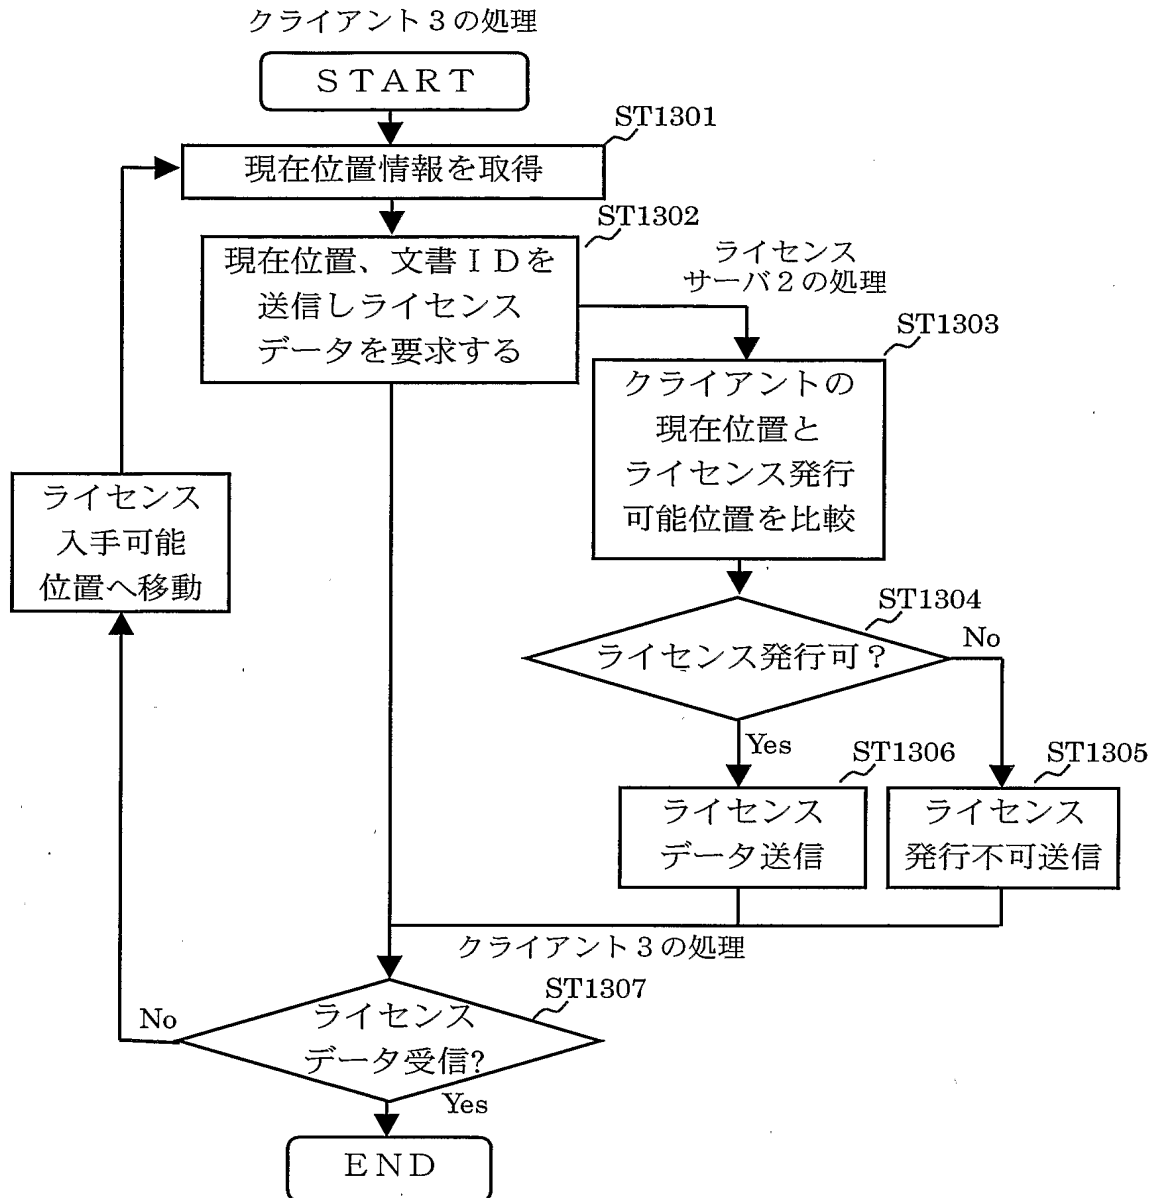 クライアント３の処理
ＳＴＡＲＴ
ST1301
現在位置情報を取得
ST1302
現在位置、文書ＩＤを
送信しライセンス
データを要求する
ライセンス
サーバ２の処理
ST1303
クライアントの
現在位置と
ライセンス発行
可能位置を比較
ライセンス
入手可能
位置へ移動
ST1304
ライセンス発行可？
No
Yes
ST1306
ライセンス
データ送信
ST1305
ライセンス
発行不可送信
クライアント３の処理
ST1307
ライセンス
データ受信?
No
Yes
ＥＮＤ